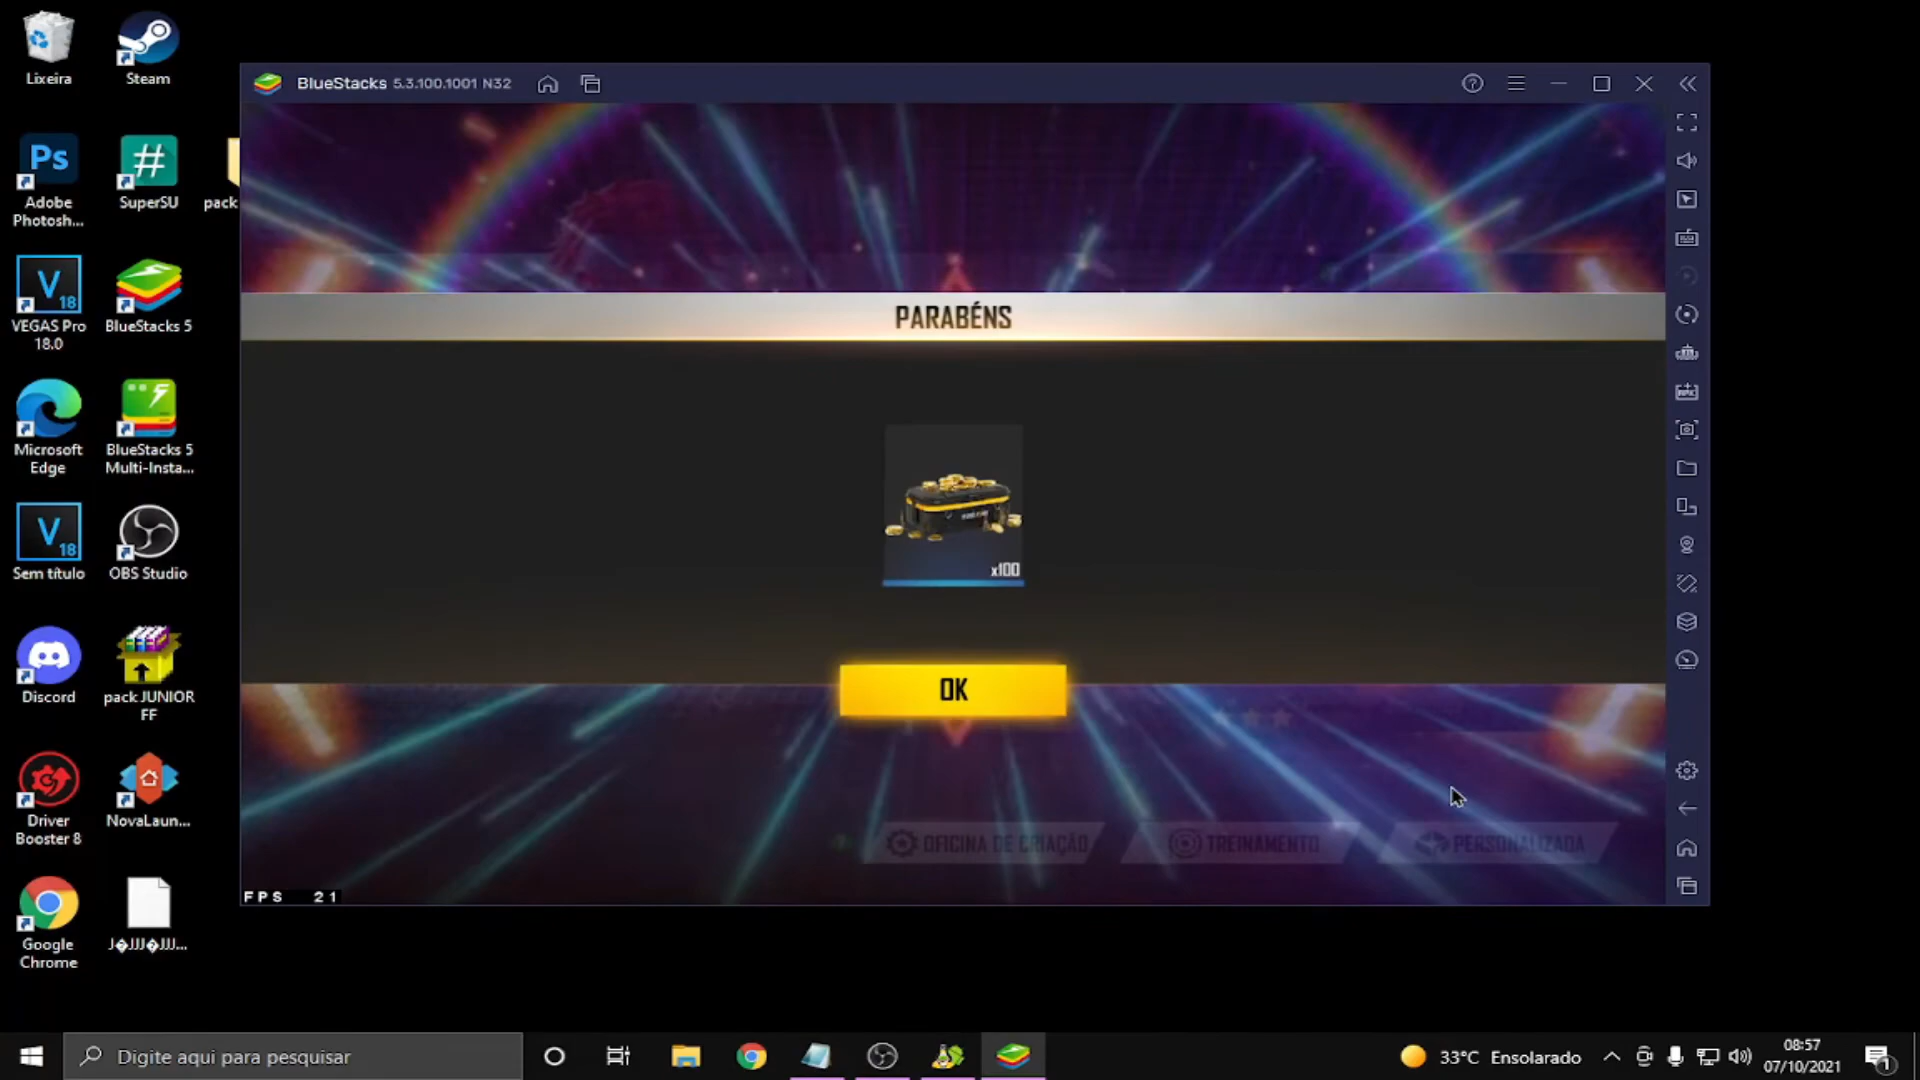 Lixeira
Steam
Adobe
Photosh...
SuperSU
pack
VEGAS Pro
18.0
BlueStacks 5
Microsoft
Edge
BlueStacks 5
Multi-Insta...
Sem título
OBS Studio
Discord
pack JUNIOR
FF
Driver
Booster 8
NovaLaun...
Google
Chrome
J�JJJ�JJJ...
Ps
#
V
18
V
18
BlueStacks 5.3.100.1001 N32
PARABÉNS
x100
OK
OFICINA DE CRIAÇÃO
TREINAMENTO
PERSONALIZADA
FPS 21
Digite aqui para pesquisar
33°C Ensolarado
08:57
07/10/2021
1